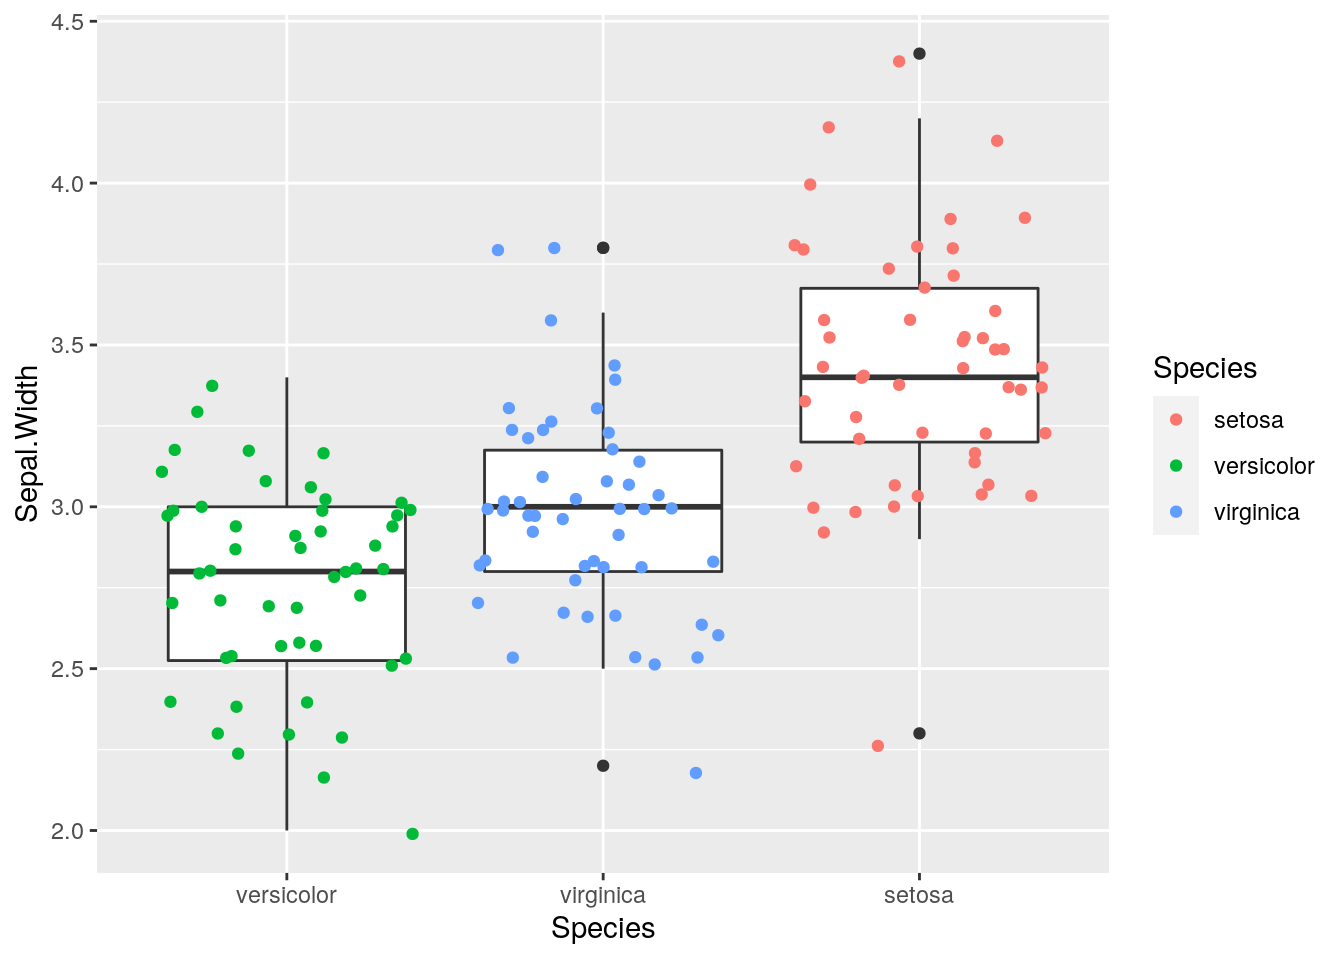 Sepal.Width
4.5
4.0
3.5
3.0
2.5
2.0
versicolor
virginica
setosa
Species
Species
setosa
versicolor
virginica